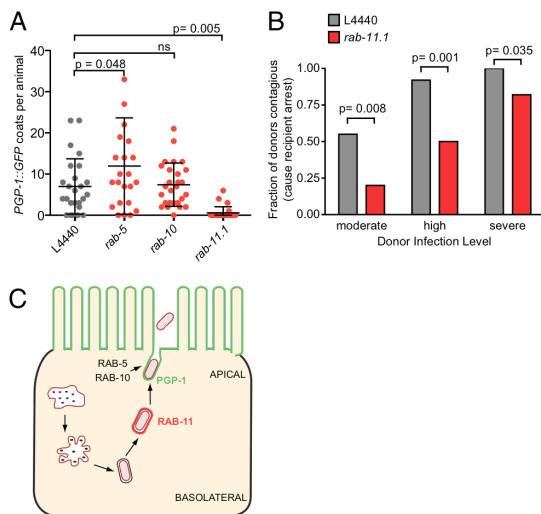 A
p= 0.005
ns
p = 0.048
PGP-1::GFP coats per animal
40
30
20
10
0
L4440
rab-5
rab-10
rab-11.1
B
L4440
rab-11.1
p= 0.008
p= 0.001
p= 0.035
Fraction of donors contagious
(cause recipient arrest)
1.00
0.75
0.50
0.25
0.00
moderate
high
severe
Donor Infection Level
C
RAB-5
RAB-10
PGP-1
APICAL
RAB-11
BASOLATERAL